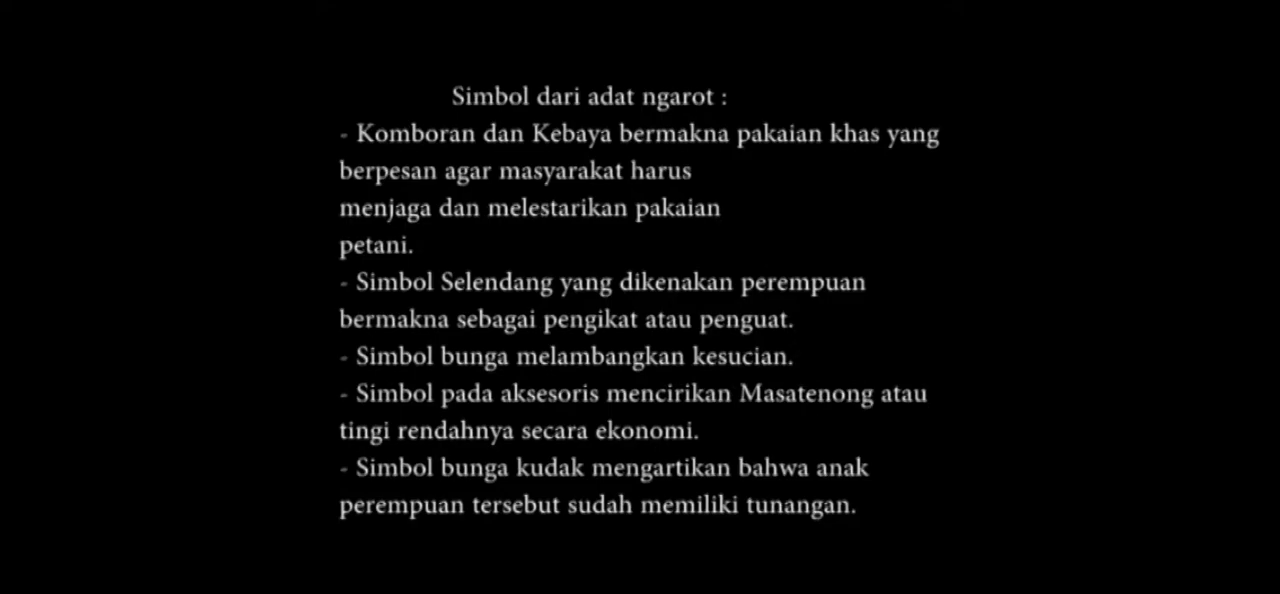 Simbol dari adat ngarot :
- Komboran dan Kebaya bermakna pakaian khas yang
berpesan agar masyarakat harus
menjaga dan melestarikan pakaian
petani.
- Simbol Selendang yang dikenakan perempuan
bermakna sebagai pengikat atau penguat.
- Simbol bunga melambangkan kesucian.
- Simbol pada aksesoris mencirikan Masatenong atau
tingi rendahnya secara ekonomi.
- Simbol bunga kudak mengartikan bahwa anak
perempuan tersebut sudah memiliki tunangan.